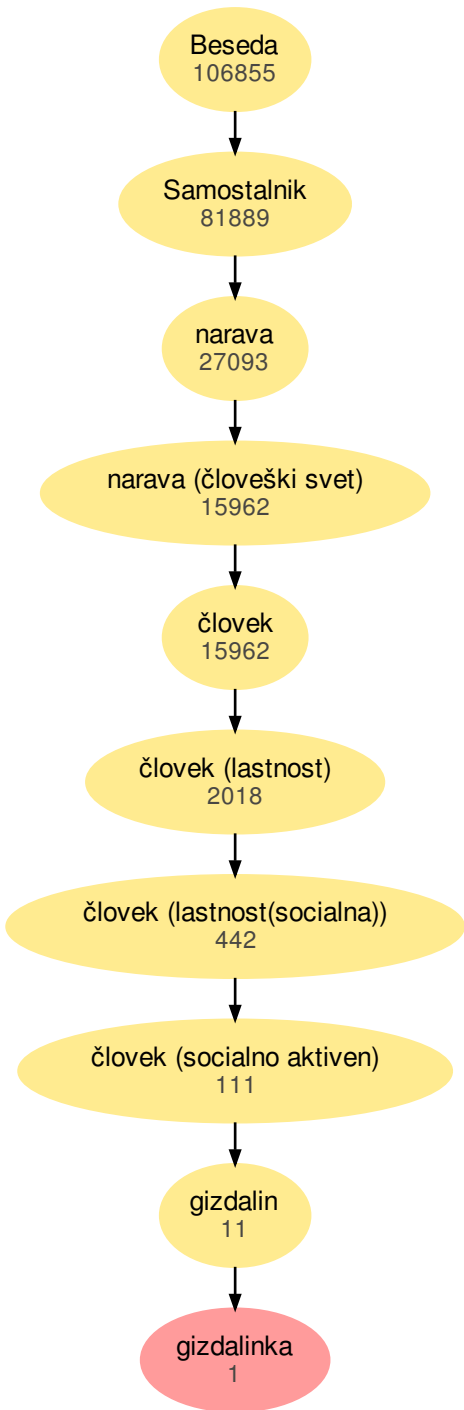 Beseda
106855
Samostalnik
81889
narava
27093
narava (človeški svet)
15962
človek
15962
človek (lastnost)
2018
človek (lastnost(socialna))
442
človek (socialno aktiven)
111
gizdalin
11
gizdalinka
1